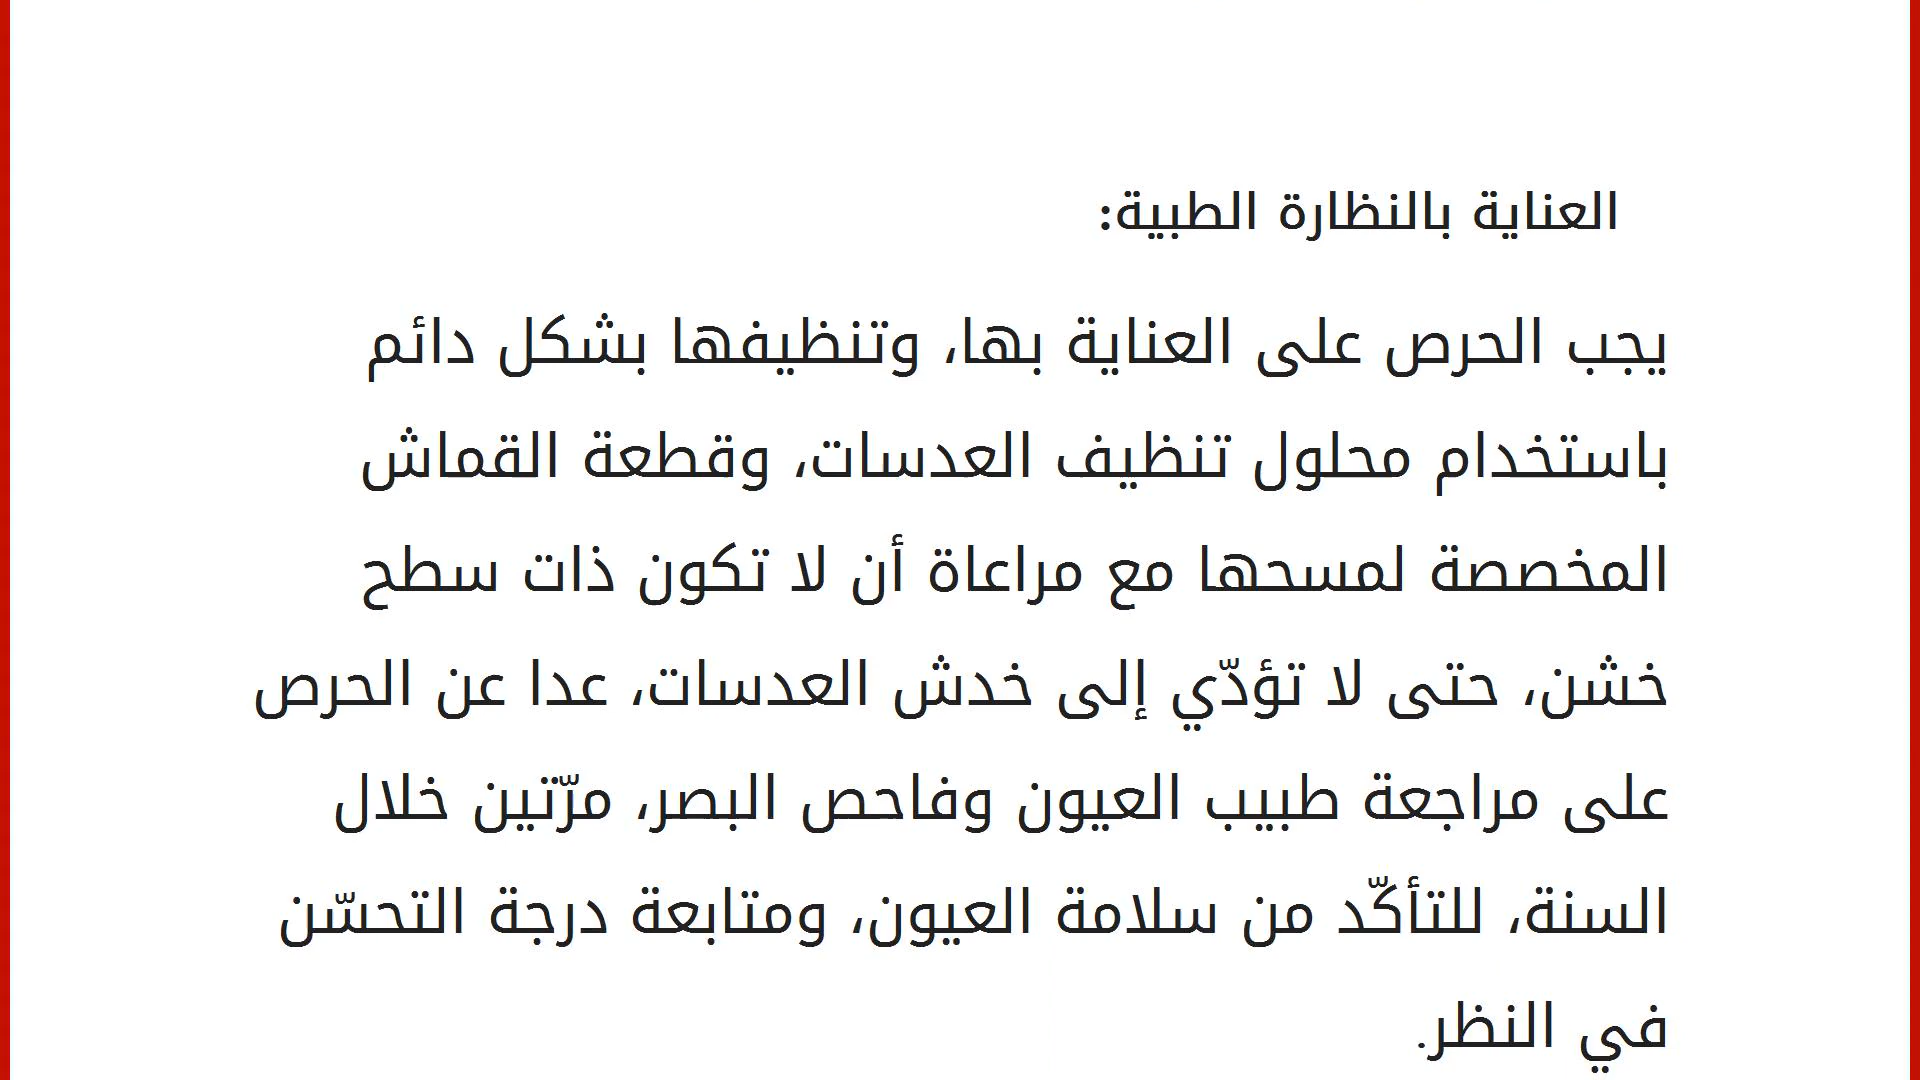 العناية بالنظارة الطبية:
يجب الحرص على العناية بها، وتنظيفها بشكل دائم
باستخدام محلول تنظيف العدسات، وقطعة القماش
المخصصة لمسحها مع مراعاة أن لا تكون ذات سطح
خشن، حتى لا تؤدّي إلى خدش العدسات، عدا عن الحرص
على مراجعة طبيب العيون وفاحص البصر، مرّتين خلال
السنة، للتأكّد من سلامة العيون، ومتابعة درجة التحسّن
في النظر.